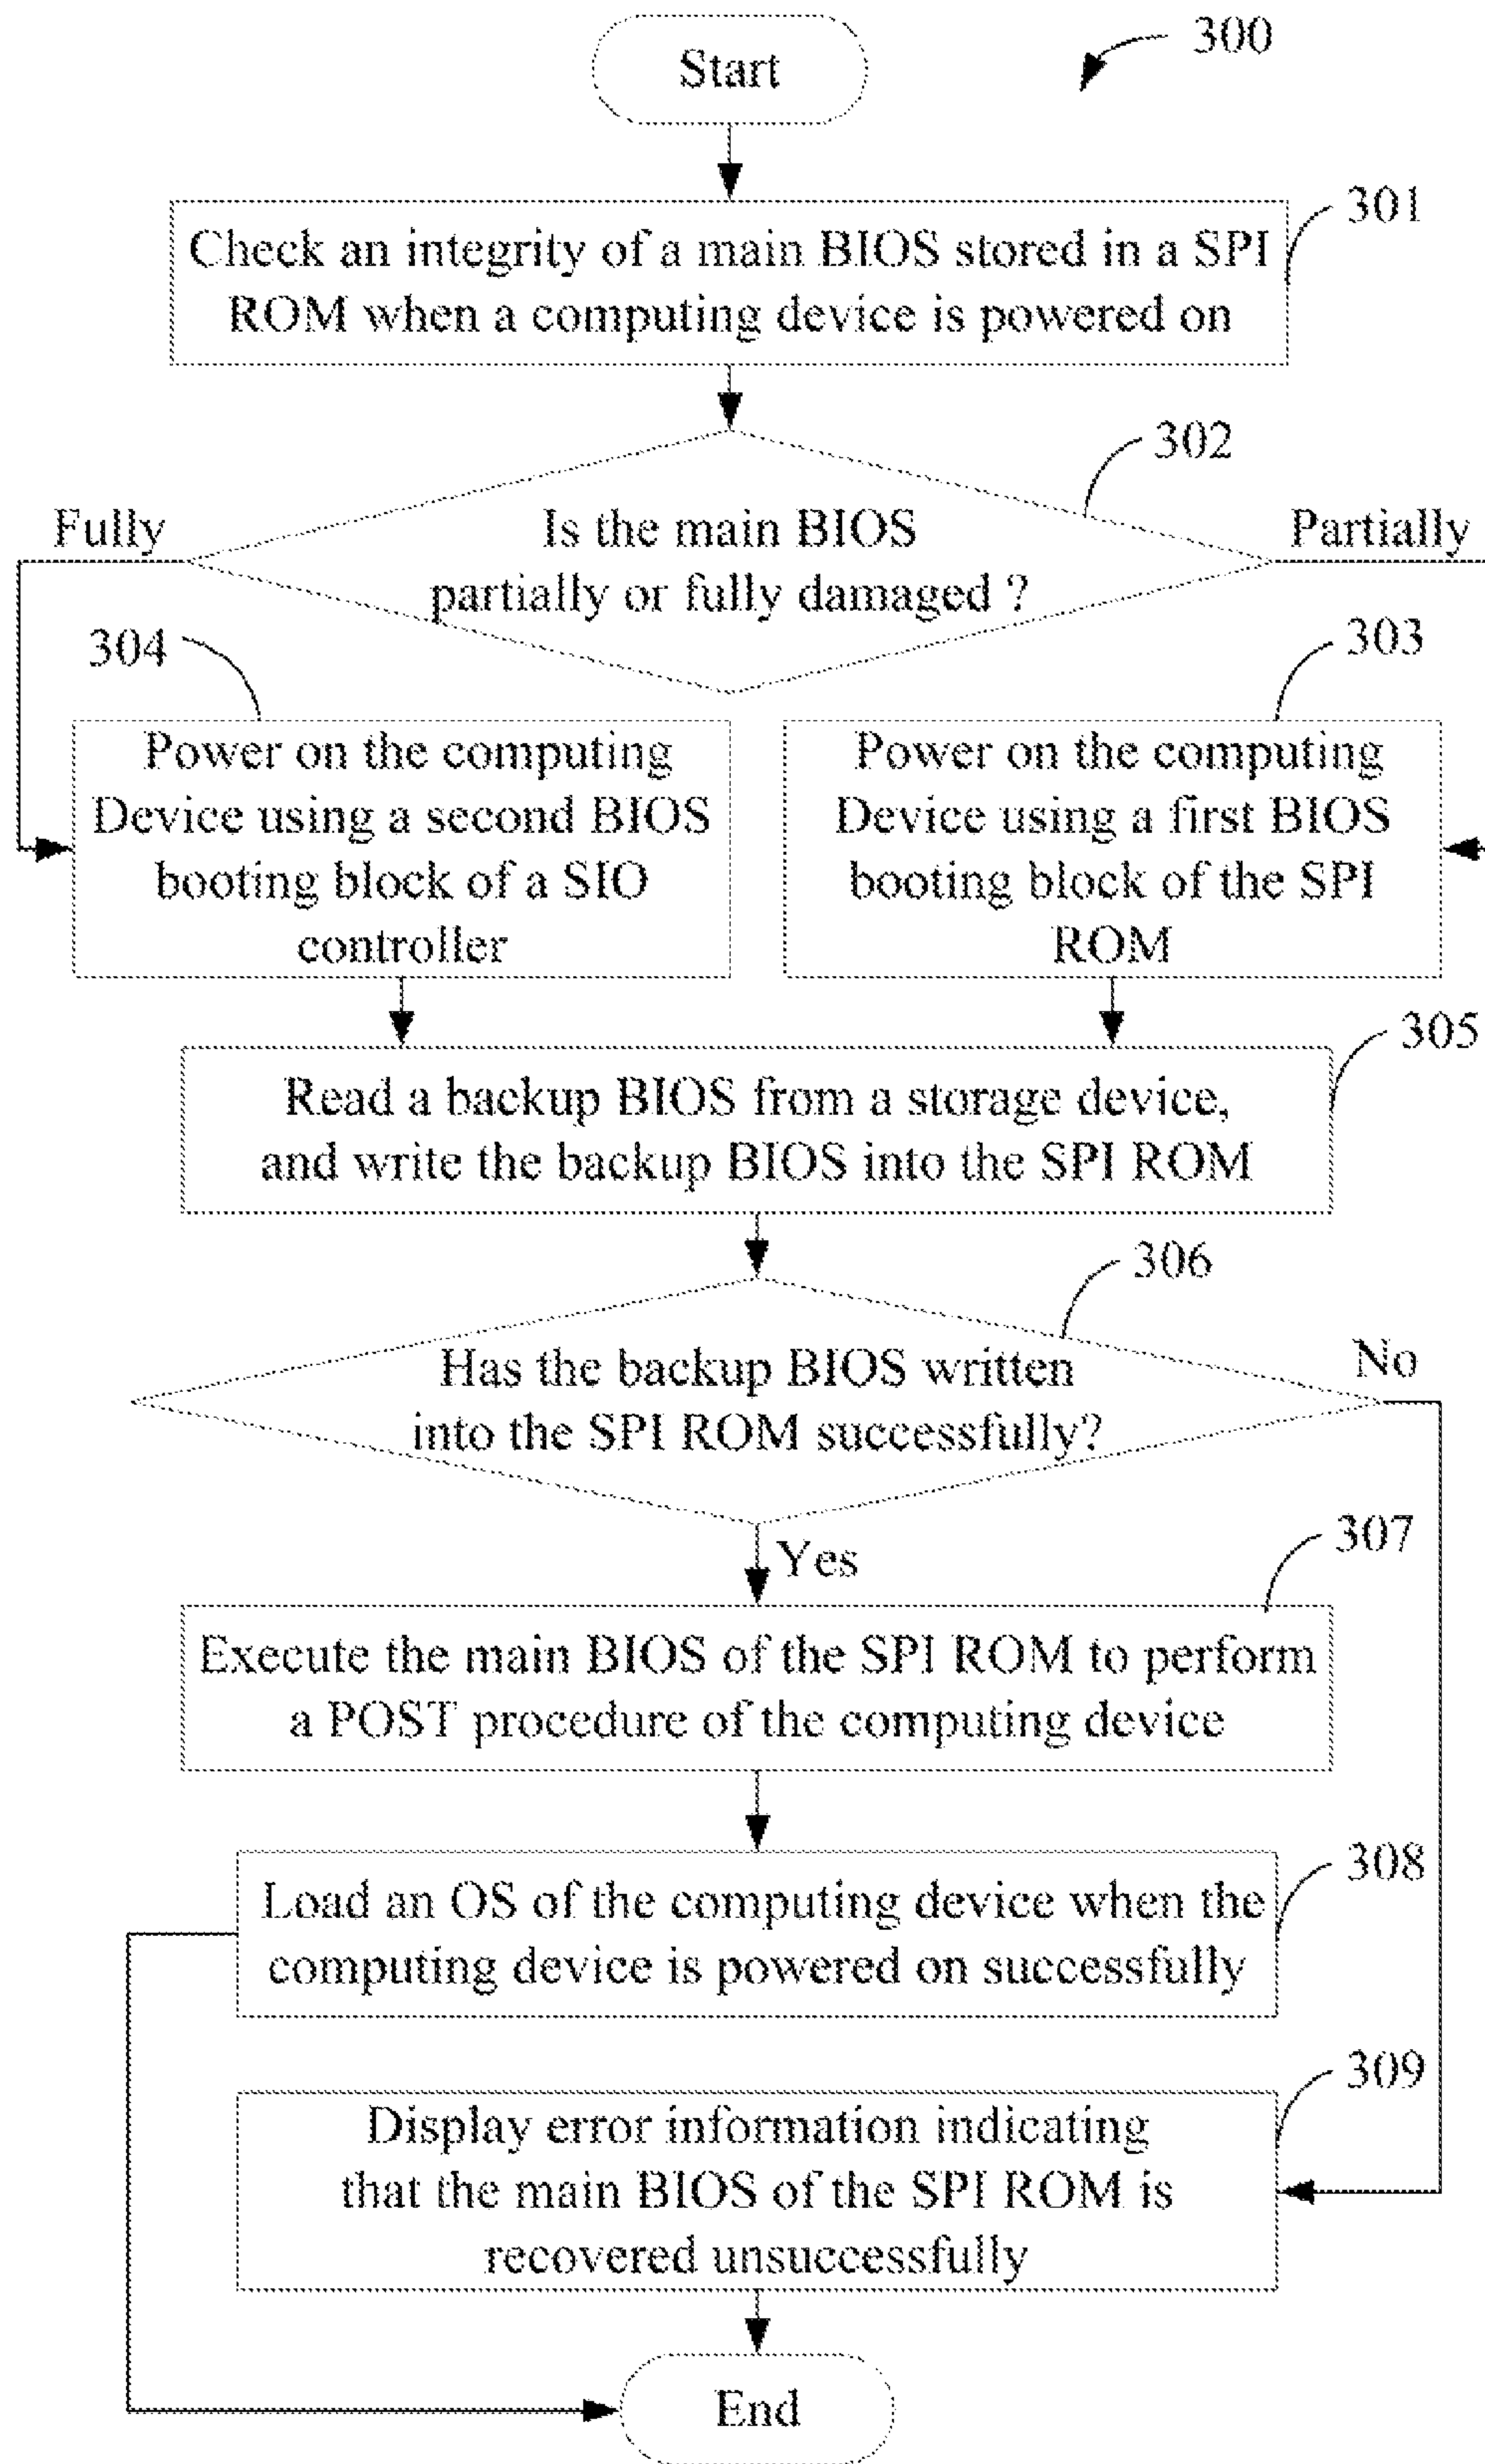 300
Start
301
Check an integrity of a main BIOS stored in a SPI
ROM when a computing device is powered on
302
Fully
Is the main BIOS
partially or fully damaged ?
Partially
304
303
Power on the computing
Device using a second BIOS
booting block of a SIO
controller
Power on the computing
Device using a first BIOS
booting block of the SPI
ROM
305
Read a backup BIOS from a storage device,
and write the backup BIOS into the SPI ROM
306
Has the backup BIOS written
into the SPI ROM successfully?
No
Yes
307
Execute the main BIOS of the SPI ROM to perform
a POST procedure of the computing device
308
Load an OS of the computing device when the
computing device is powered on successfully
309
Display error information indicating
that the main BIOS of the SPI ROM is
recovered unsuccessfully
End